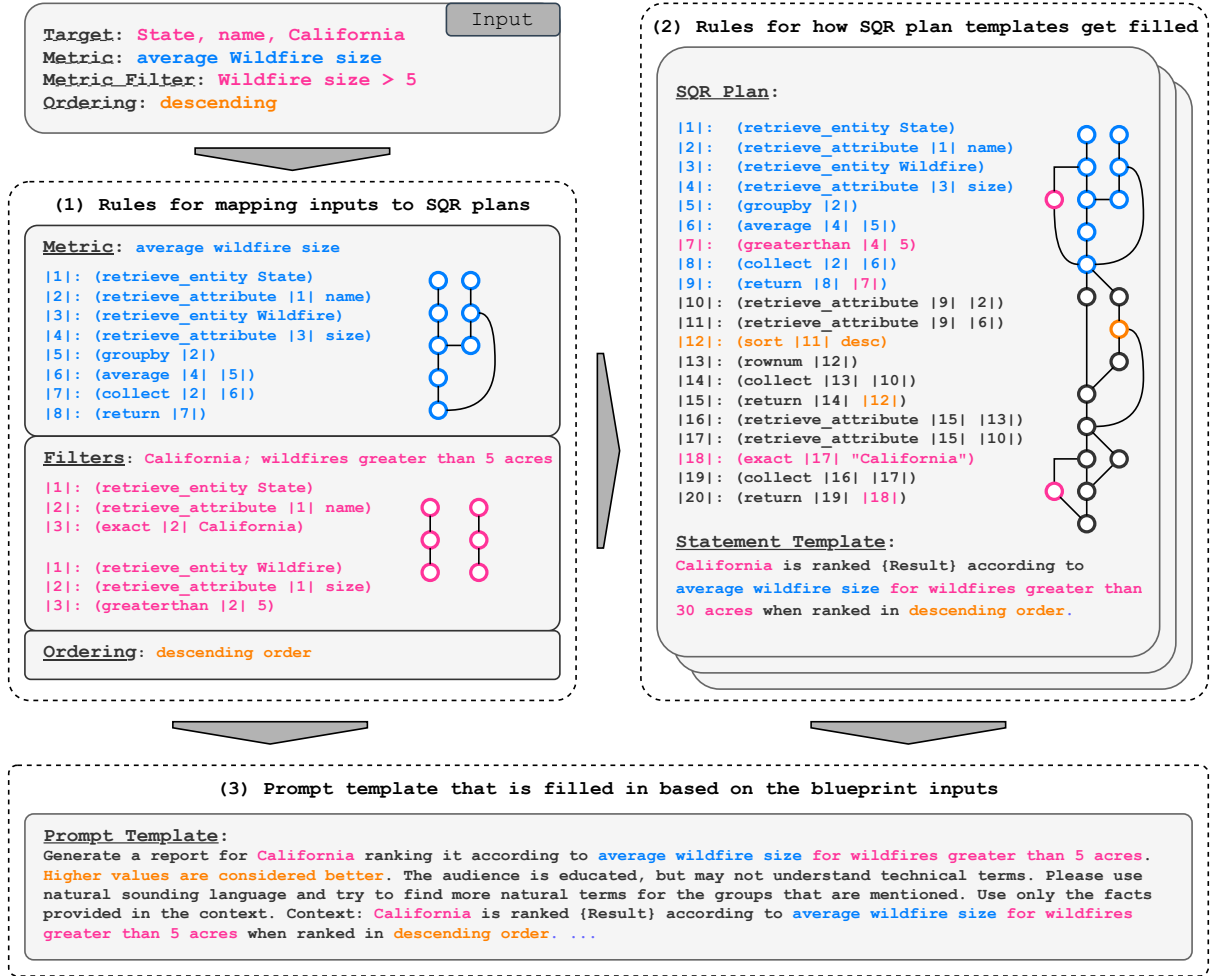 Input
Target: State, name, California
Metric: average Wildfire size
Metric Filter: Wildfire size > 5
Ordering: descending
(1) Rules for mapping inputs to SQR plans
Metric: average wildfire size
|1|: (retrieve_entity State)
|2|: (retrieve_attribute |1| name)
|3|: (retrieve_entity Wildfire)
|4|: (retrieve_attribute |3| size)
|5|: (groupby |2|)
|6|: (average |4| |5|)
|7|: (collect |2| |6|)
|8|: (return |7|)
Filters: California; wildfires greater than 5 acres
|1|: (retrieve_entity State)
|2|: (retrieve_attribute |1| name)
|3|: (exact |2| California)
|1|: (retrieve_entity Wildfire)
|2|: (retrieve_attribute |1| size)
|3|: (greaterthan |2| 5)
Ordering: descending order
(2) Rules for how SQR plan templates get filled
SQR Plan:
|1|: (retrieve_entity State)
|2|: (retrieve_attribute |1| name)
|3|: (retrieve_entity Wildfire)
|4|: (retrieve_attribute |3| size)
|5|: (groupby |2|)
|6|: (average |4| |5|)
|7|: (greaterthan |4| 5)
|8|: (collect |2| |6|)
|9|: (return |8| |7|)
|10|: (retrieve_attribute |9| |2|)
|11|: (retrieve_attribute |9| |6|)
|12|: (sort |11| desc)
|13|: (rownum |12|)
|14|: (collect |13| |10|)
|15|: (return |14| |12|)
|16|: (retrieve_attribute |15| |13|)
|17|: (retrieve_attribute |15| |10|)
|18|: (exact |17| "California")
|19|: (collect |16| |17|)
|20|: (return |19| |18|)
Statement Template:
California is ranked {Result} according to
average wildfire size for wildfires greater than
30 acres when ranked in descending order.
(3) Prompt template that is filled in based on the blueprint inputs
Prompt Template:
Generate a report for California ranking it according to average wildfire size for wildfires greater than 5 acres.
Higher values are considered better. The audience is educated, but may not understand technical terms. Please use
natural sounding language and try to find more natural terms for the groups that are mentioned. Use only the facts
provided in the context. Context: California is ranked {Result} according to average wildfire size for wildfires
greater than 5 acres when ranked in descending order. ...